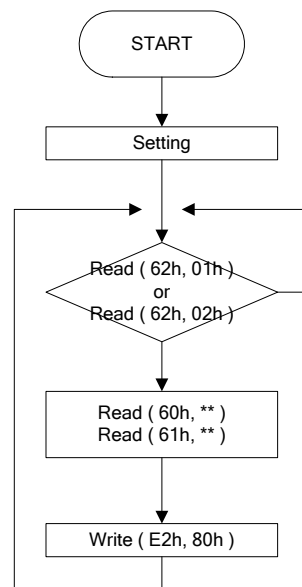 START
Setting
Read ( 62h, 01h )
or
Read ( 62h, 02h )
Read ( 60h, ** )
Read ( 61h, ** )
Write ( E2h, 80h )